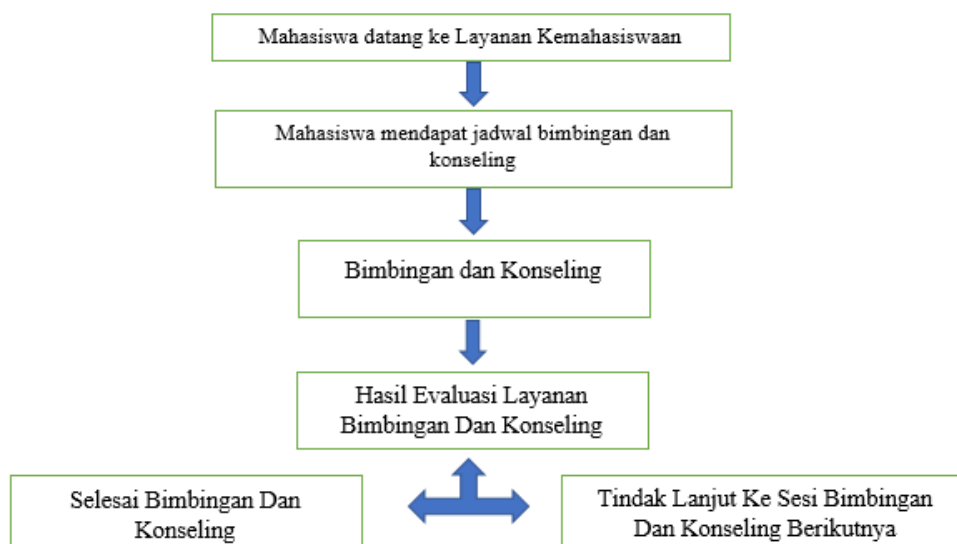 Mahasiswa datang ke Layanan Kemahasiswaan
Mahasiswa mendapat jadwal bimbingan dan
konseling
Bimbingan dan Konseling
Hasil Evaluasi Layanan
Bimbingan Dan Konseling
Selesai Bimbingan Dan
Konseling
Tindak Lanjut Ke Sesi Bimbingan
Dan Konseling Berikutnya